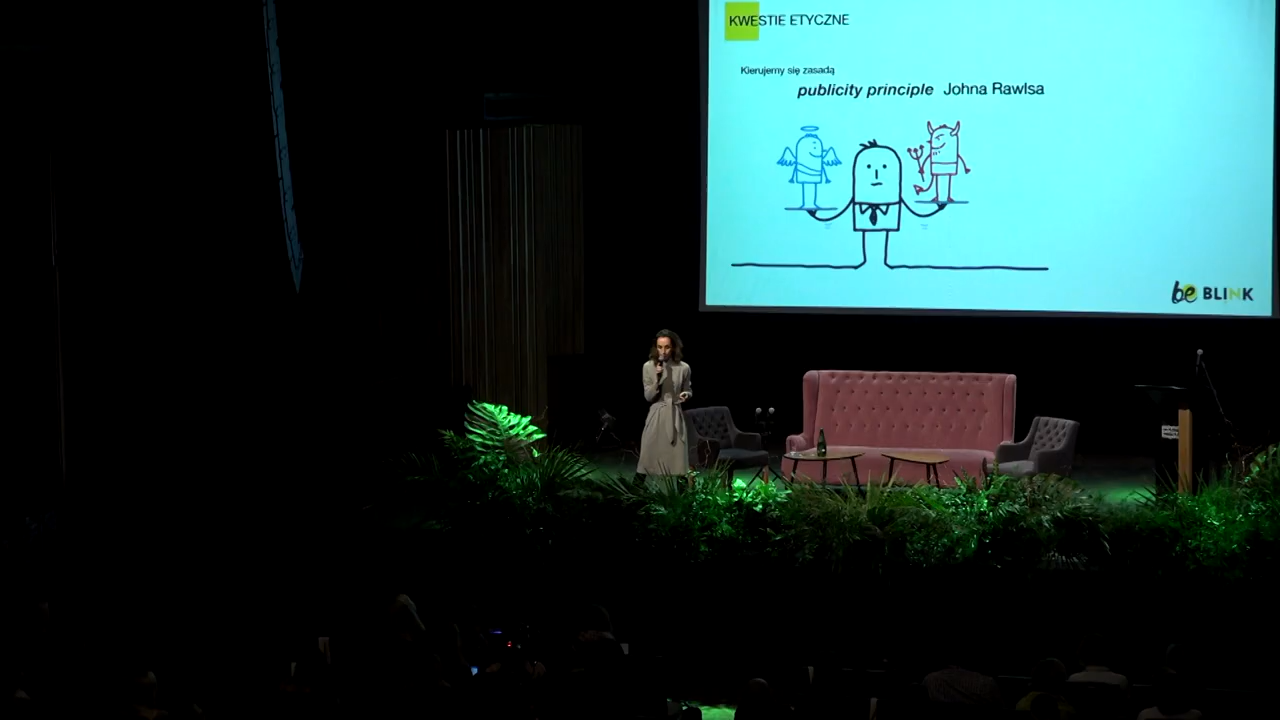 KWESTIE ETYCZNE
Kierujemy się zasadą
publicity principle Johna Rawlsa
be BLINK